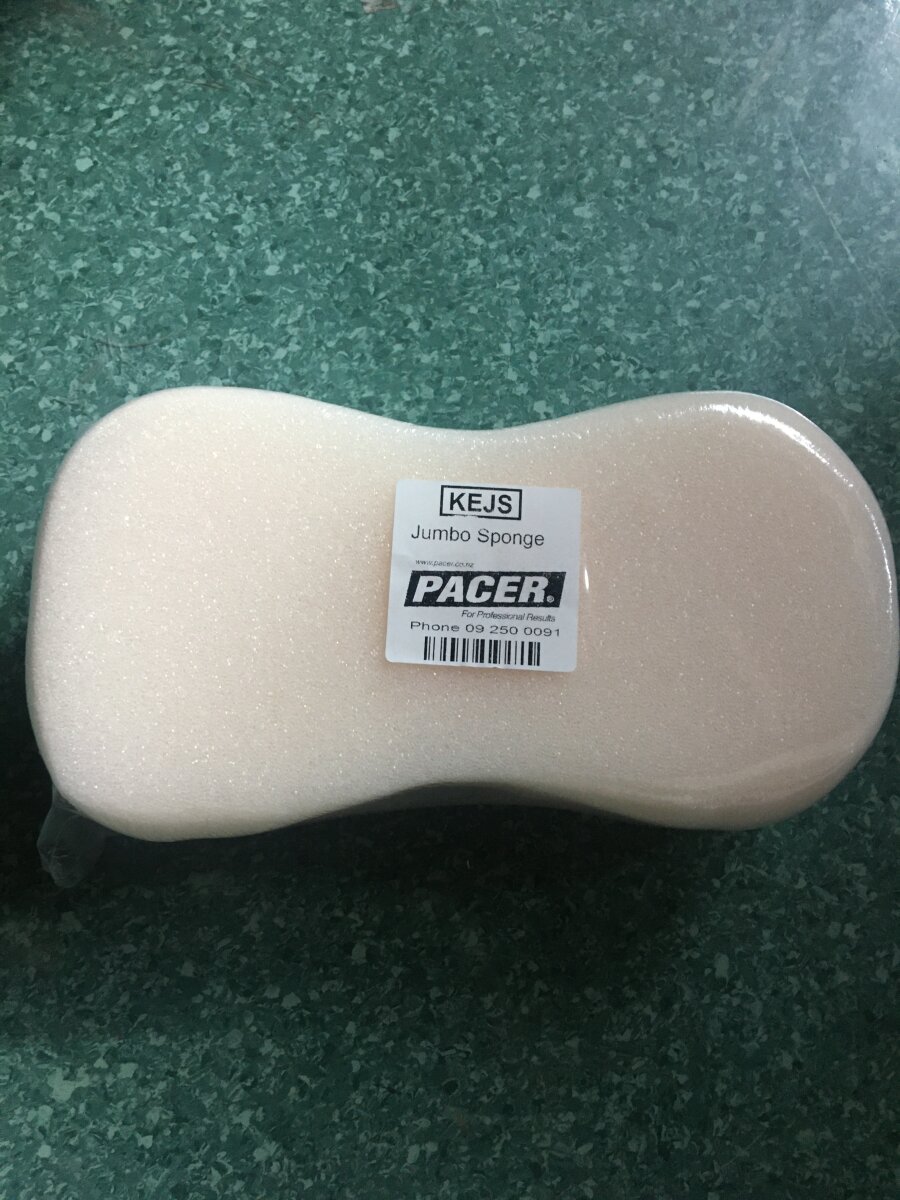 KEJS
Jumbo Sponge
www.pacer.co.nz
PACER.
For Professional Results
Phone 09 250 0091